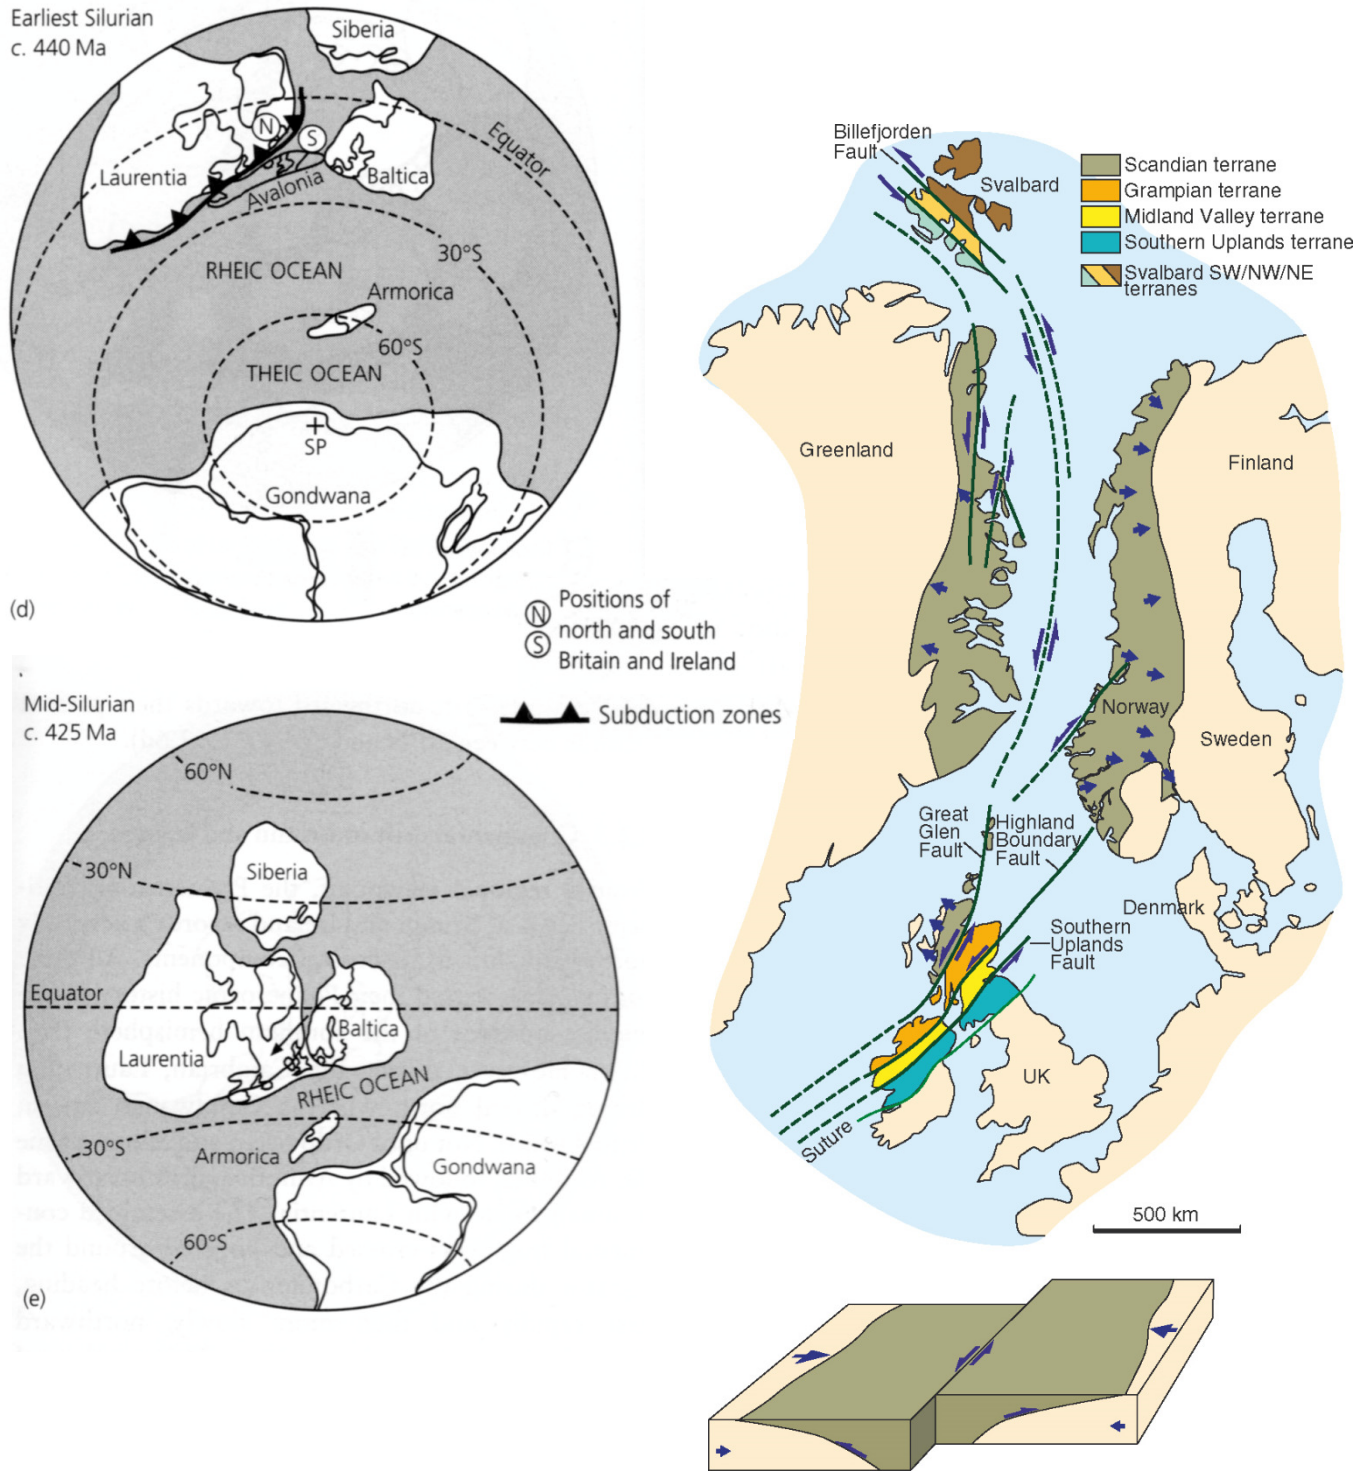 Earliest Silurian
c. 440 Ma
Siberia
N
S
Equator
Laurentia
Avalonia
Baltica
30°S
RHEIC OCEAN
Armorica
60°S
THEIC OCEAN
SP
Gondwana
(d)
N
S
Positions of
north and south
Britain and Ireland
Subduction zones
Mid-Silurian
c. 425 Ma
60°N
30°N
Siberia
Equator
Baltica
Laurentia
RHEIC OCEAN
30°S
Armorica
Gondwana
60°S
(e)
Billefjorden
Fault
Svalbard
Scandian terrane
Grampian terrane
Midland Valley terrane
Southern Uplands terrane
Svalbard SW/NW/NE
terranes
Greenland
Finland
Norway
Sweden
Great
Glen
Fault
Highland
Boundary
Fault
Denmark
Southern
Uplands
Fault
UK
Suture
500 km